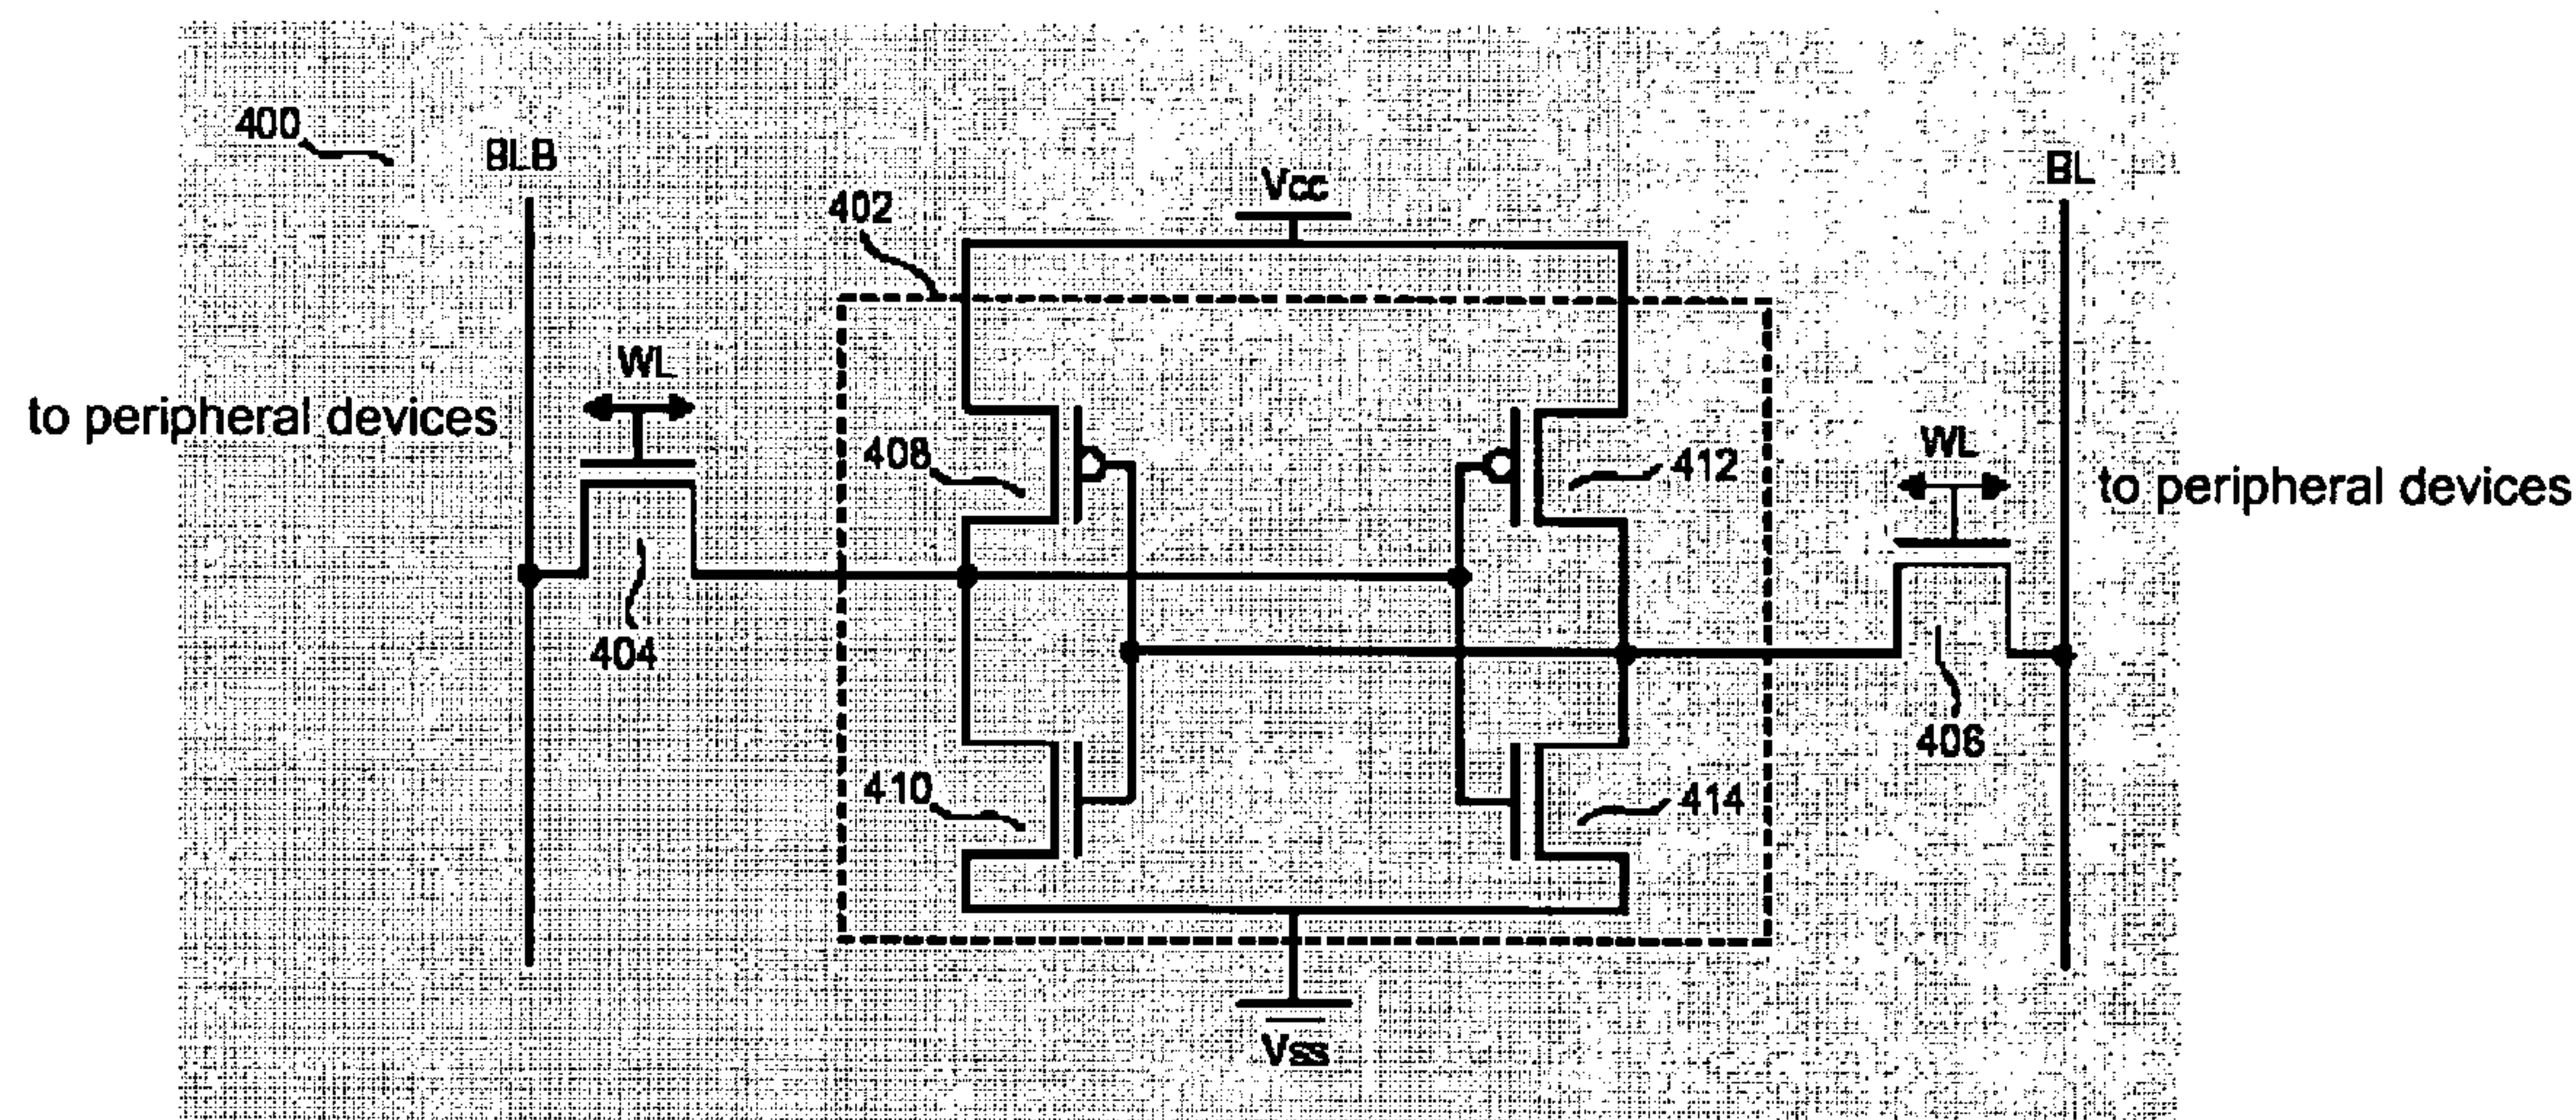 400
BLB
402
Vcc
BL
WL
to peripheral devices
408
412
WL
to peripheral devices
404
406
410
414
Vss